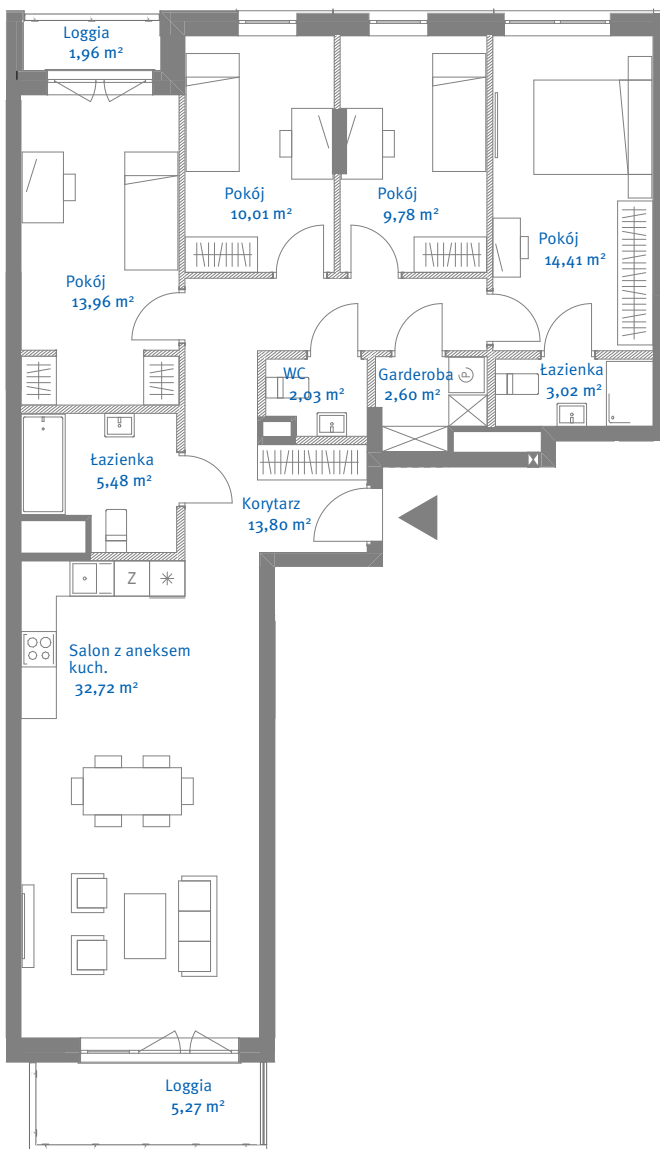 Loggia
1,96 m²
Pokój
10,01 m²
Pokój
9,78 m²
Pokój
14,41 m²
Pokój
13,96 m²
WC
2,03 m²
Garderoba
2,60 m²
P
Łazienka
3,02 m²
Łazienka
5,48 m²
Korytarz
13,80 m²
Z
Salon z aneksem
kuch.
32,72 m²
Loggia
5,27 m²